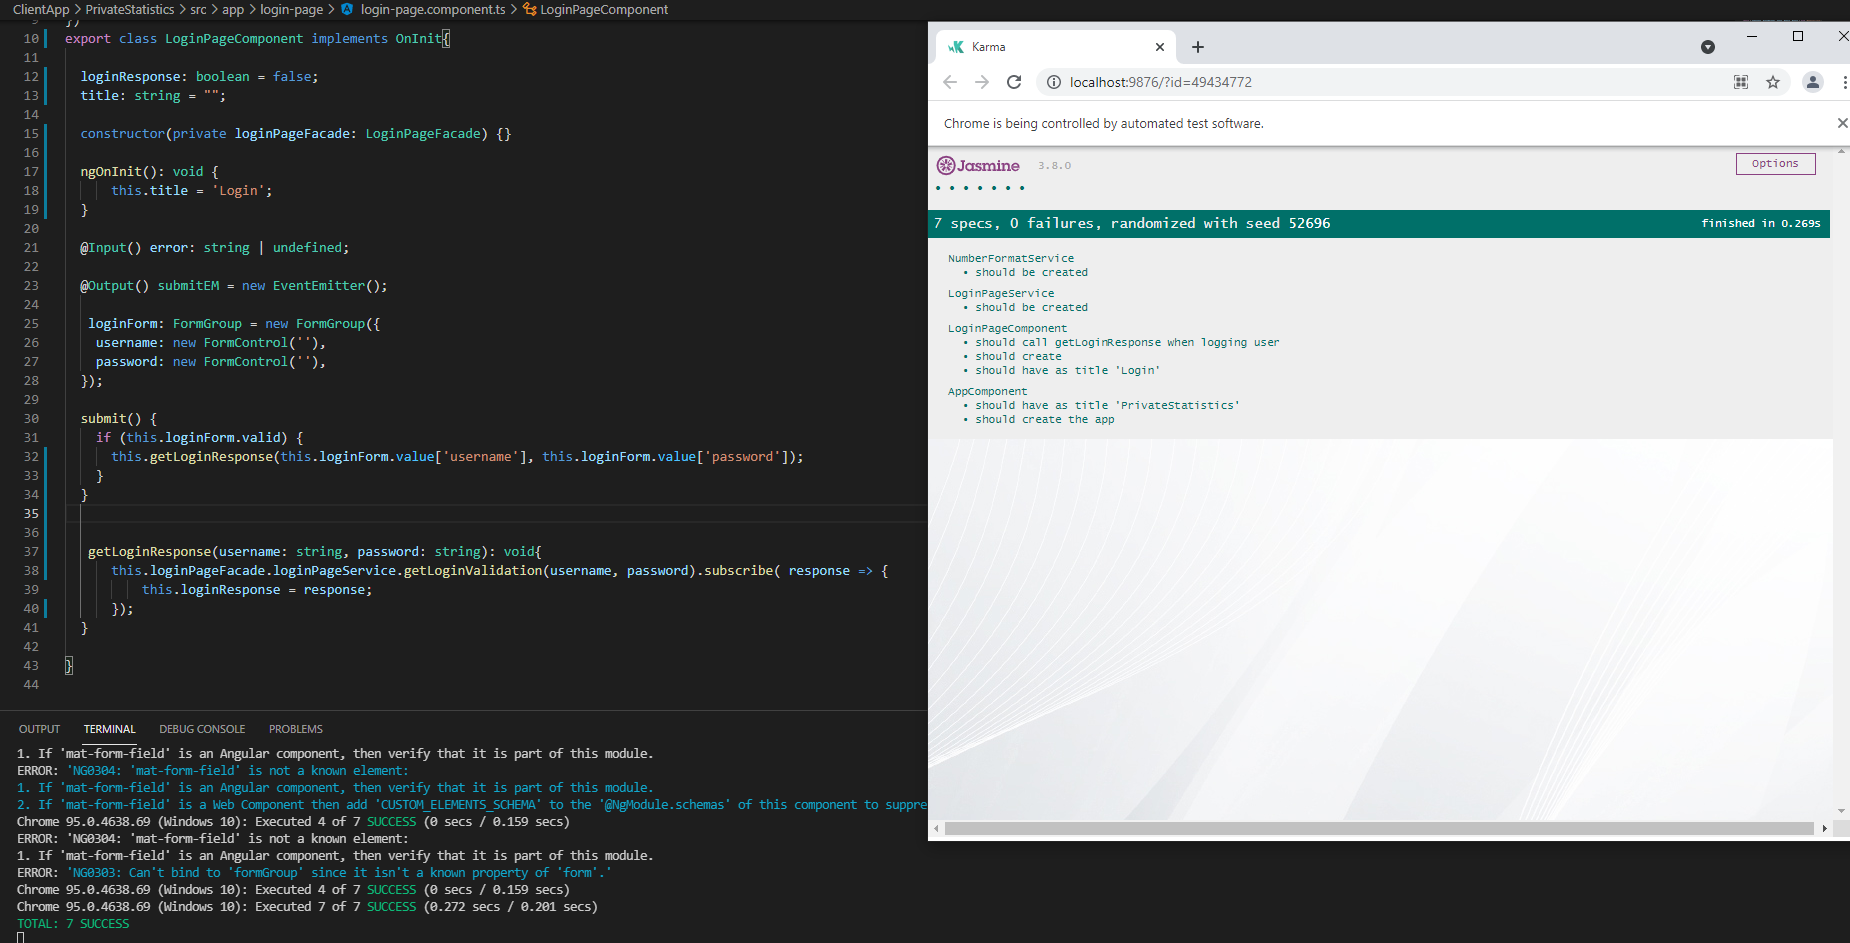 ClientApp > PrivateStatistics > src > app > login-page > login-page.component.ts > LoginPageComponent
9 })
10 export class LoginPageComponent implements OnInit{
11
12 loginResponse: boolean = false;
13 title: string = "";
14
15 constructor(private loginPageFacade: LoginPageFacade) {}
16
17 ngOnInit(): void {
18 this.title = 'Login';
19 }
20
21 @Input() error: string | undefined;
22
23 @Output() submitEM = new EventEmitter();
24
25 loginForm: FormGroup = new FormGroup({
26 username: new FormControl(''),
27 password: new FormControl(''),
28 });
29
30 submit() {
31 if (this.loginForm.valid) {
32 this.getLoginResponse(this.loginForm.value['username'], this.loginForm.value['password']);
33 }
34 }
35
36
37 getLoginResponse(username: string, password: string): void{
38 this.loginPageFacade.loginPageService.getLoginValidation(username, password).subscribe( response => {
39 this.loginResponse = response;
40 });
41 }
42
43 }
44
OUTPUT TERMINAL DEBUG CONSOLE PROBLEMS
1. If 'mat-form-field' is an Angular component, then verify that it is part of this module.
ERROR: 'NG0304: 'mat-form-field' is not a known element:
1. If 'mat-form-field' is an Angular component, then verify that it is part of this module.
2. If 'mat-form-field' is a Web Component then add 'CUSTOM_ELEMENTS_SCHEMA' to the '@NgModule.schemas' of this component to suppre
Chrome 95.0.4638.69 (Windows 10): Executed 4 of 7 SUCCESS (0 secs / 0.159 secs)
ERROR: 'NG0304: 'mat-form-field' is not a known element:
1. If 'mat-form-field' is an Angular component, then verify that it is part of this module.
ERROR: 'NG0303: Can't bind to 'formGroup' since it isn't a known property of 'form'.'
Chrome 95.0.4638.69 (Windows 10): Executed 4 of 7 SUCCESS (0 secs / 0.159 secs)
Chrome 95.0.4638.69 (Windows 10): Executed 7 of 7 SUCCESS (0.272 secs / 0.201 secs)
TOTAL: 7 SUCCESS
Karma
localhost:9876/?id=49434772
Chrome is being controlled by automated test software.
Jasmine 3.8.0
Options
• • • • • • •
7 specs, 0 failures, randomized with seed 52696 finished in 0.269s
NumberFormatService
• should be created
LoginPageService
• should be created
LoginPageComponent
• should call getLoginResponse when logging user
• should create
• should have as title 'Login'
AppComponent
• should have as title 'PrivateStatistics'
• should create the app